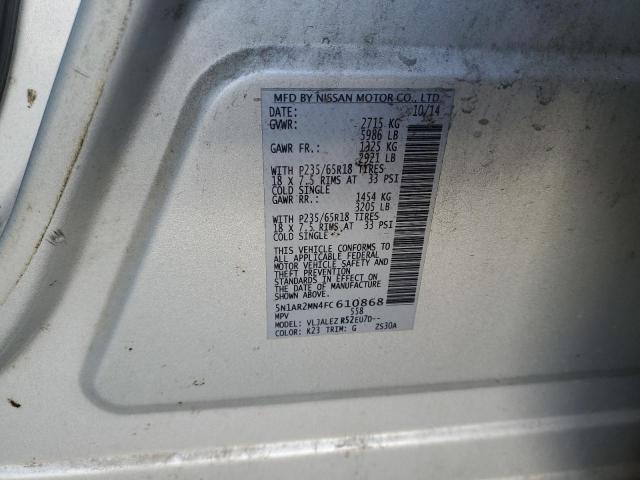 MFD BY NISSAN MOTOR CO., LTD
DATE: 10/14
GVWR: 2715 KG
5986 LB
GAWR FR.: 1325 KG
2921 LB
WITH P235/65R18 TIRES
18 X 7.5 RIMS AT 33 PSI
COLD SINGLE
GAWR RR.: 1454 KG
3205 LB
WITH P235/65R18 TIRES
18 X 7.5 RIMS AT 33 PSI
COLD SINGLE
THIS VEHICLE CONFORMS TO
ALL APPLICABLE FEDERAL
MOTOR VEHICLE SAFETY AND
THEFT PREVENTION
STANDARDS IN EFFECT ON
THE DATE OF MANUFACTURE
SHOWN ABOVE.
5N1AR2MN4FC610868
MPV 558
MODEL: VLJALEZ R52EU7D--
COLOR: K23 TRIM: G ZS30A